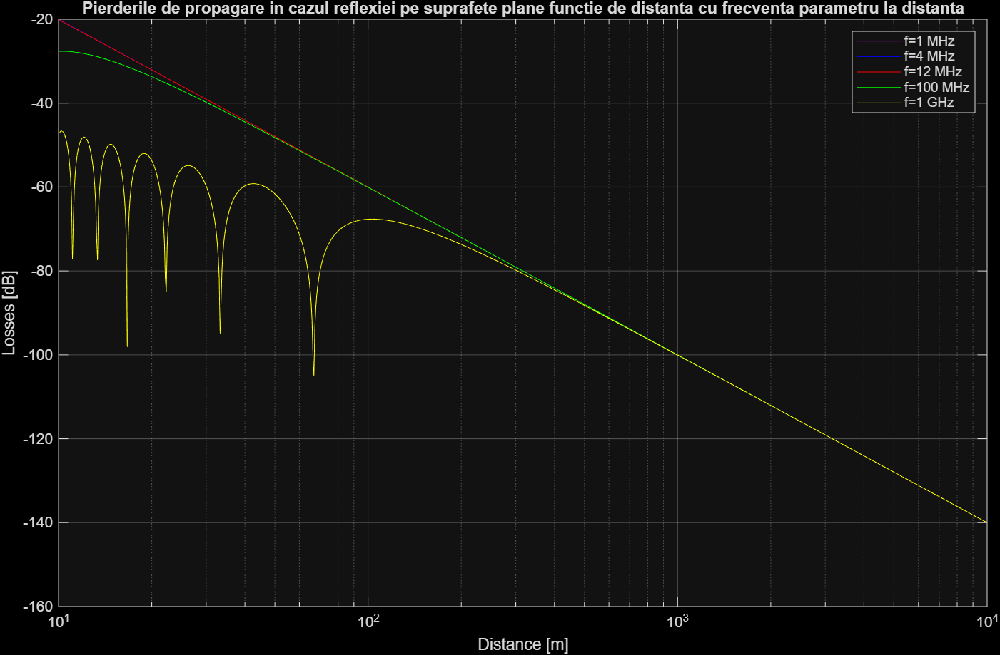 Pierderile de propagare in cazul reflexiei pe suprafete plane functie de distanta cu frecventa parametru la distanta
-20
-40
-60
-80
-100
-120
-140
-160
Losses [dB]
f=1 MHz
f=4 MHz
f=12 MHz
f=100 MHz
f=1 GHz
10¹ 10² 10³ 10⁴
Distance [m]